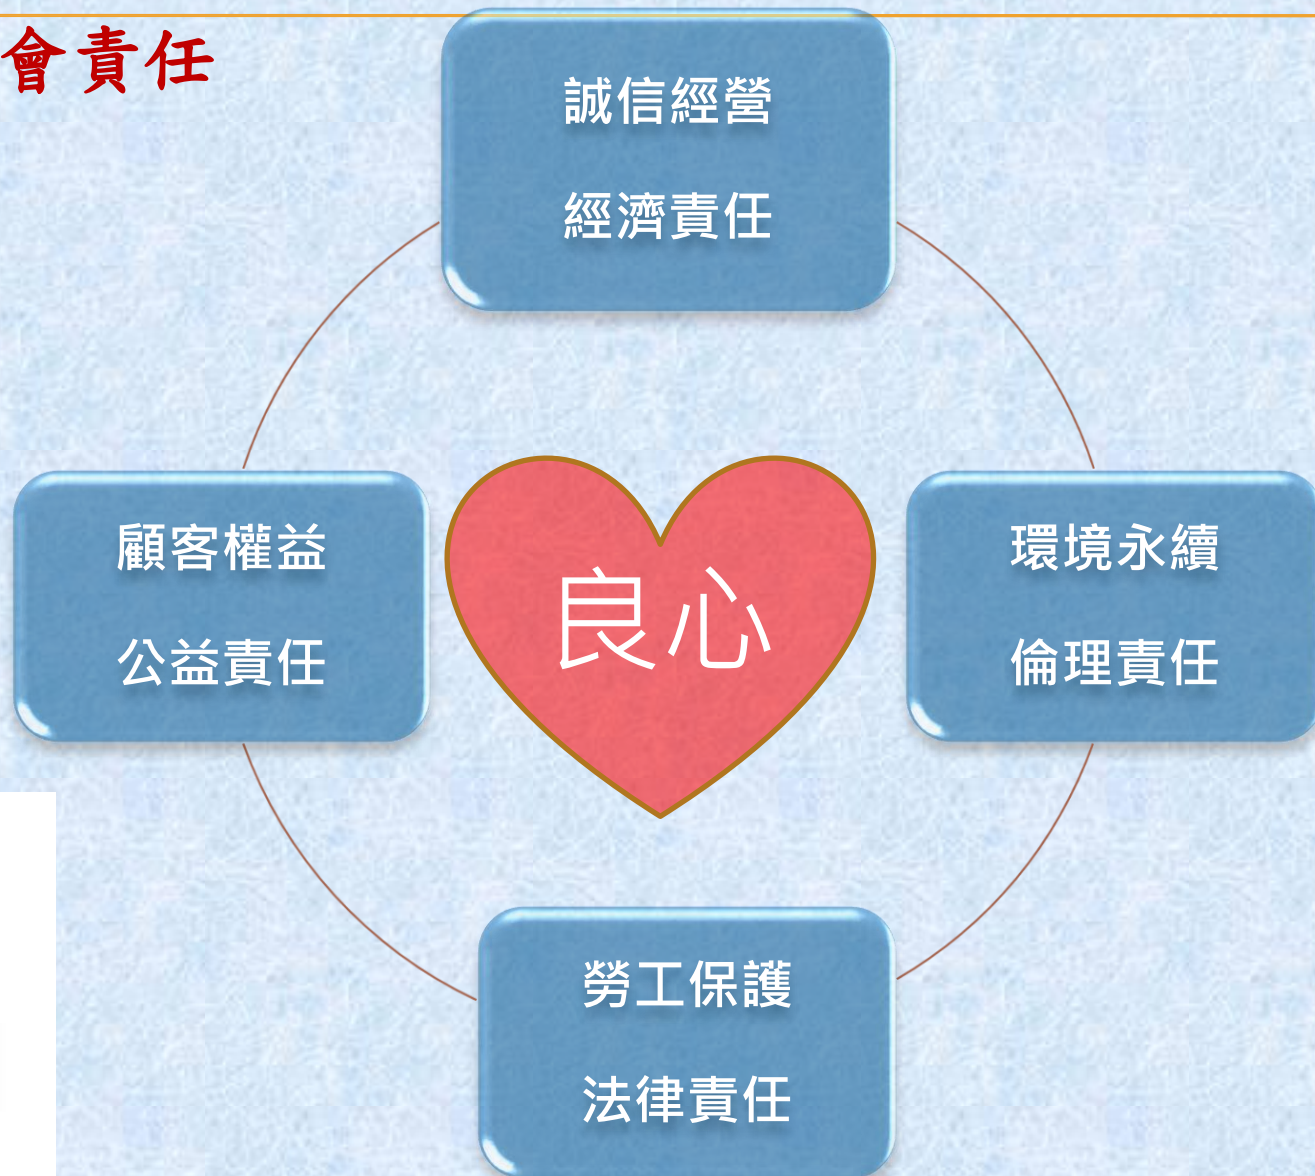 會責任
誠信經營
經濟責任
顧客權益
公益責任
良心
環境永續
倫理責任
勞工保護
法律責任